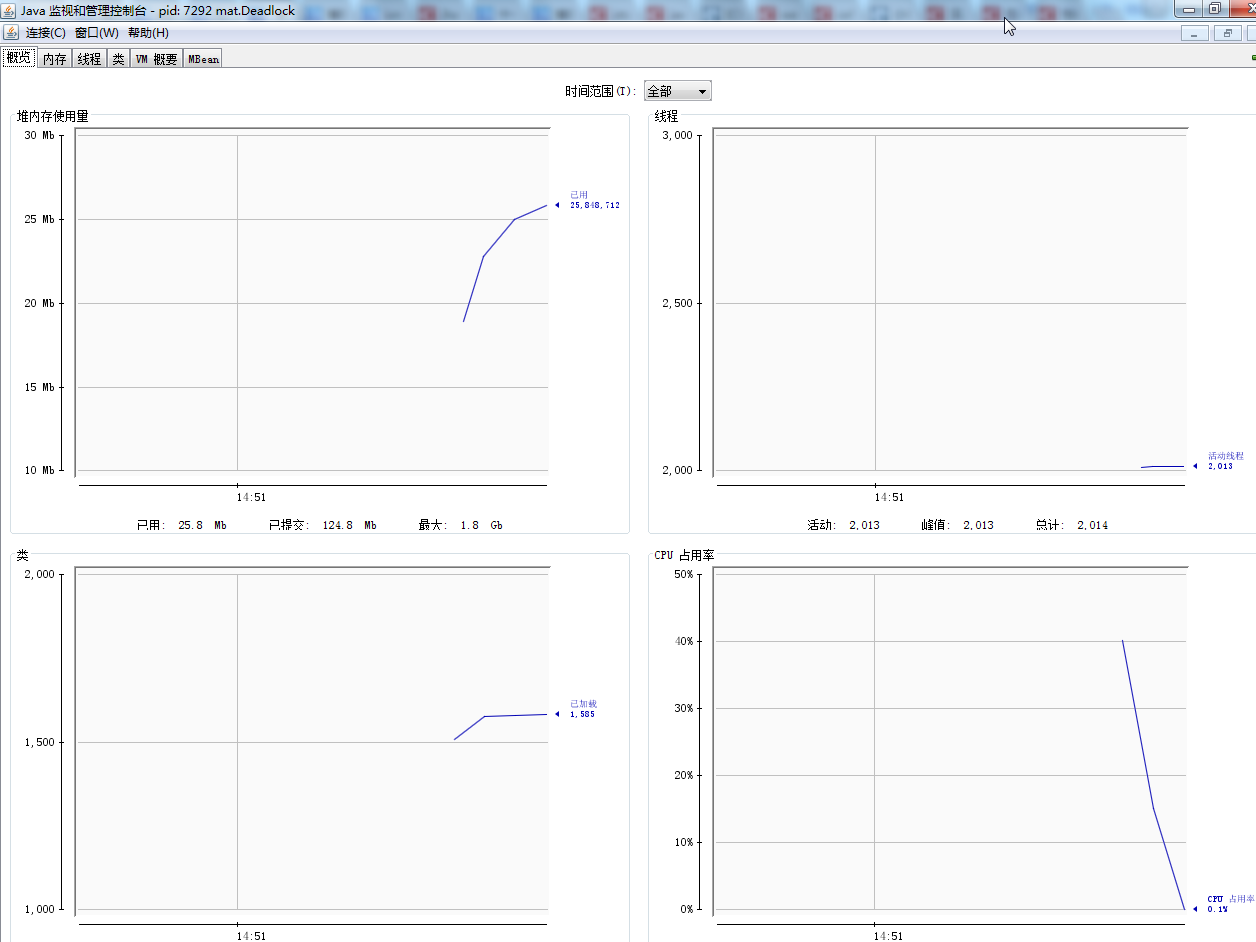 Java 监视和管理控制台 - pid: 7292 mat.Deadlock
连接(C) 窗口(W) 帮助(H)
概览 内存 线程 类 VM 概要 MBean
时间范围(T): 全部
堆内存使用量
30 Mb
25 Mb
20 Mb
15 Mb
10 Mb
已用
25,848,712
14:51
已用: 25.8 Mb 已提交: 124.8 Mb 最大: 1.8 Gb
线程
3,000
2,500
2,000
活动线程
2,013
14:51
活动: 2,013 峰值: 2,013 总计: 2,014
类
2,000
1,500
1,000
已加载
1,585
14:51
CPU 占用率
50%
40%
30%
20%
10%
0%
CPU 占用率
0.1%
14:51